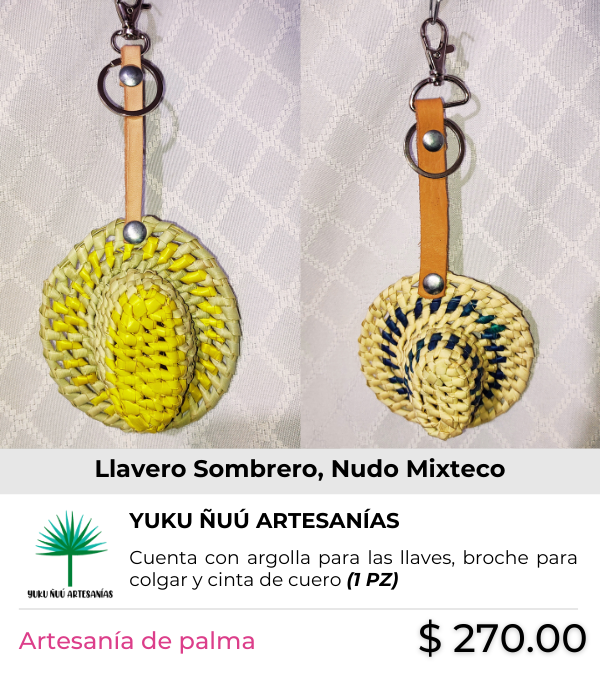 Llavero Sombrero, Nudo Mixteco
YUKU ÑUÚ ARTESANÍAS
Cuenta con argolla para las llaves, broche para
colgar y cinta de cuero (1 PZ)
YUKU ÑUÚ ARTESANÍAS
Artesanía de palma
$ 270.00